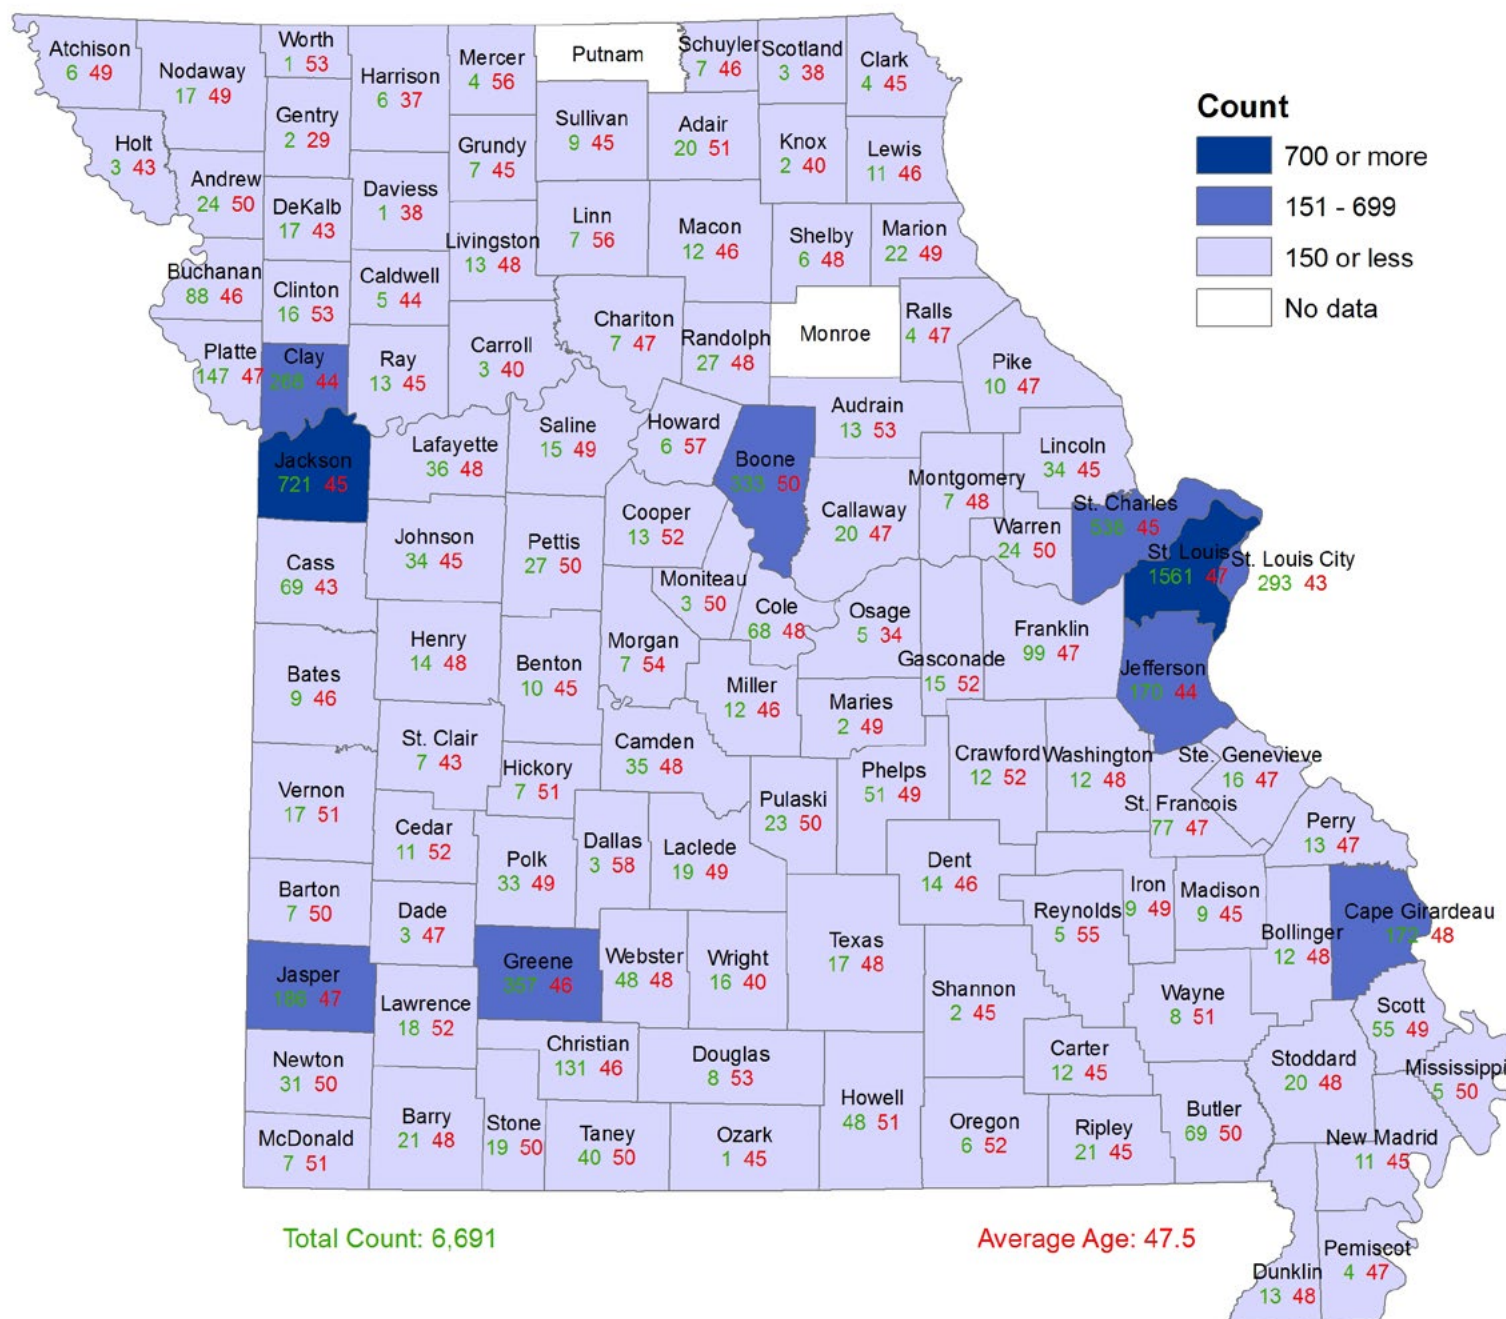 Atchison
6 49
Nodaway
17 49
Worth
1 53
Harrison
6 37
Mercer
4 56
Putnam
Schuyler
7 46
Scotland
3 38
Clark
4 45
Gentry
2 29
Holt
3 43
Andrew
24 50
DeKalb
17 43
Daviess
1 38
Grundy
7 45
Sullivan
9 45
Adair
20 51
Knox
2 40
Lewis
11 46
Livingston
13 48
Linn
7 56
Macon
12 46
Shelby
6 48
Marion
22 49
Buchanan
88 46
Clinton
16 53
Caldwell
5 44
Carroll
3 40
Chariton
7 47
Randolph
27 48
Monroe
Ralls
4 47
Platte
147 47
Clay
268 44
Ray
13 45
Pike
10 47
Audrain
13 53
Howard
6 57
Saline
15 49
Lafayette
36 48
Jackson
721 45
Boone
333 50
Lincoln
34 45
Montgomery
7 48
Callaway
20 47
Warren
24 50
St. Charles
538 45
St. Louis
1561 47
St. Louis City
293 43
Cooper
13 52
Johnson
34 45
Pettis
27 50
Cass
69 43
Moniteau
3 50
Cole
68 48
Osage
5 34
Gasconade
15 52
Franklin
99 47
Jefferson
170 44
Henry
14 48
Benton
10 45
Morgan
7 54
Bates
9 46
Miller
12 46
Maries
2 49
St. Clair
7 43
Hickory
7 51
Camden
35 48
Crawford
12 52
Washington
12 48
Ste. Genevieve
16 47
St. Francois
77 47
Phelps
51 49
Pulaski
23 50
Vernon
17 51
Cedar
11 52
Polk
33 49
Dallas
3 58
Laclede
19 49
Dent
14 46
Perry
13 47
Iron
9 49
Madison
9 45
Reynolds
5 55
Bollinger
12 48
Cape Girardeau
172 48
Barton
7 50
Dade
3 47
Jasper
186 47
Greene
357 46
Webster
48 48
Wright
16 40
Texas
17 48
Shannon
2 45
Wayne
8 51
Scott
55 49
Lawrence
18 52
Christian
131 46
Douglas
8 53
Carter
12 45
Stoddard
20 48
Mississippi
5 50
Newton
31 50
McDonald
7 51
Barry
21 48
Stone
19 50
Taney
40 50
Ozark
1 45
Howell
48 51
Oregon
6 52
Ripley
21 45
Butler
69 50
New Madrid
11 45
Pemiscot
4 47
Dunklin
13 48
Count
700 or more
151 - 699
150 or less
No data
Total Count: 6,691
Average Age: 47.5